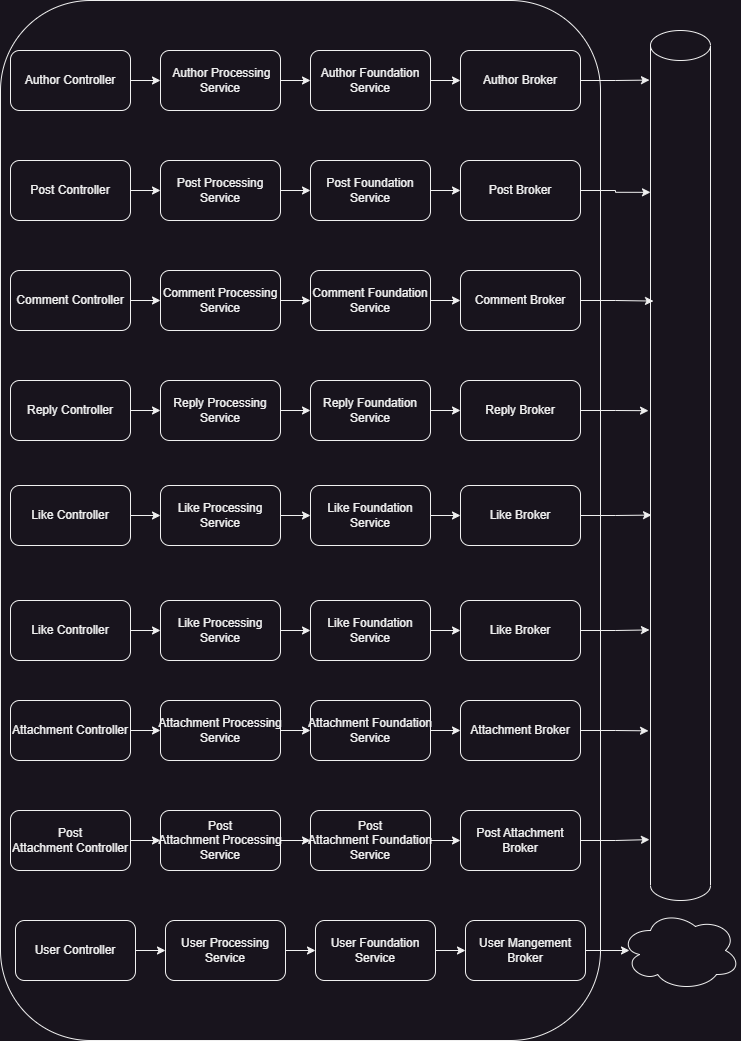 Author Controller
Author Processing
Service
Author Foundation
Service
Author Broker
Post Controller
Post Processing
Service
Post Foundation
Service
Post Broker
Comment Controller
Comment Processing
Service
Comment Foundation
Service
Comment Broker
Reply Controller
Reply Processing
Service
Reply Foundation
Service
Reply Broker
Like Controller
Like Processing
Service
Like Foundation
Service
Like Broker
Like Controller
Like Processing
Service
Like Foundation
Service
Like Broker
Attachment Controller
Attachment Processing
Service
Attachment Foundation
Service
Attachment Broker
Post
Attachment Controller
Post
Attachment Processing
Service
Post
Attachment Foundation
Service
Post Attachment
Broker
User Controller
User Processing
Service
User Foundation
Service
User Mangement
Broker